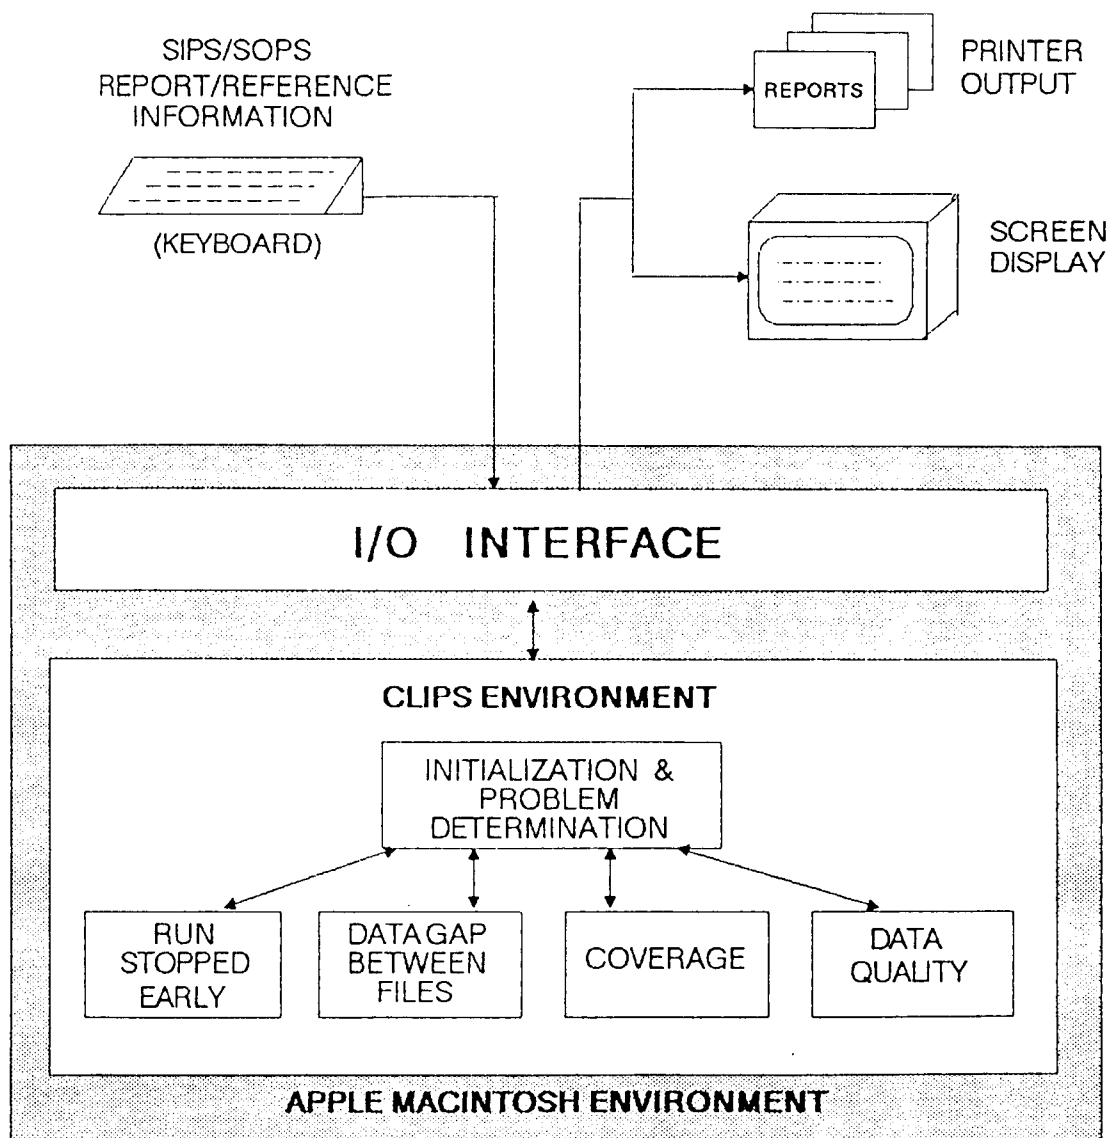 SIPS/SOPS
REPORT/REFERENCE
INFORMATION
(KEYBOARD)
REPORTS
PRINTER
OUTPUT
SCREEN
DISPLAY
I/O INTERFACE
CLIPS ENVIRONMENT
INITIALIZATION &
PROBLEM
DETERMINATION
RUN
STOPPED
EARLY
DATA GAP
BETWEEN
FILES
COVERAGE
DATA
QUALITY
APPLE MACINTOSH ENVIRONMENT